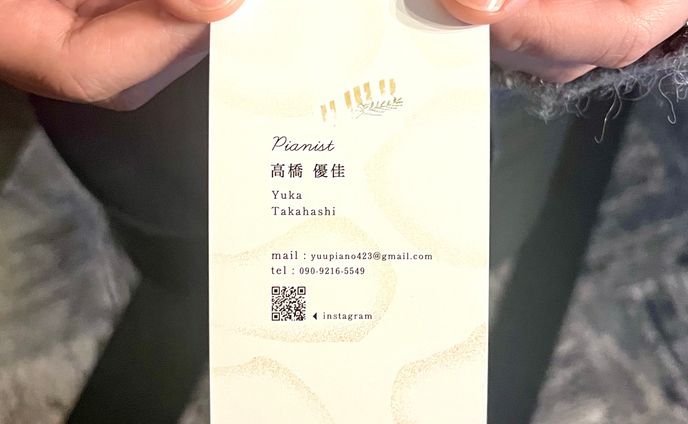 Pianist
高橋 優佳
Yuka
Takahashi
mail : yuupiano423@gmail.com
tel : 090-9216-5549
◀ instagram